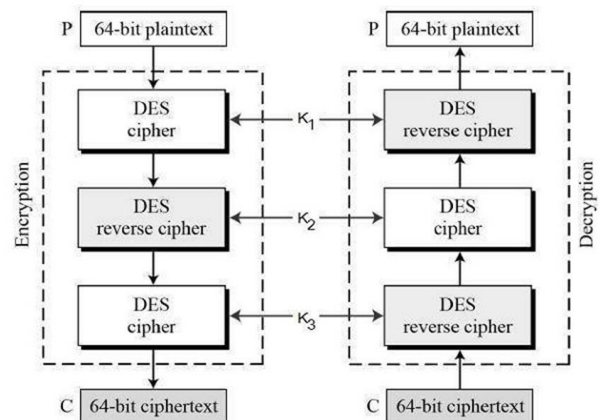 P 64-bit plaintext
P 64-bit plaintext
Encryption
DES
cipher
K1
DES
reverse cipher
DES
reverse cipher
K2
DES
cipher
DES
cipher
K3
DES
reverse cipher
Decryption
C 64-bit ciphertext
C 64-bit ciphertext